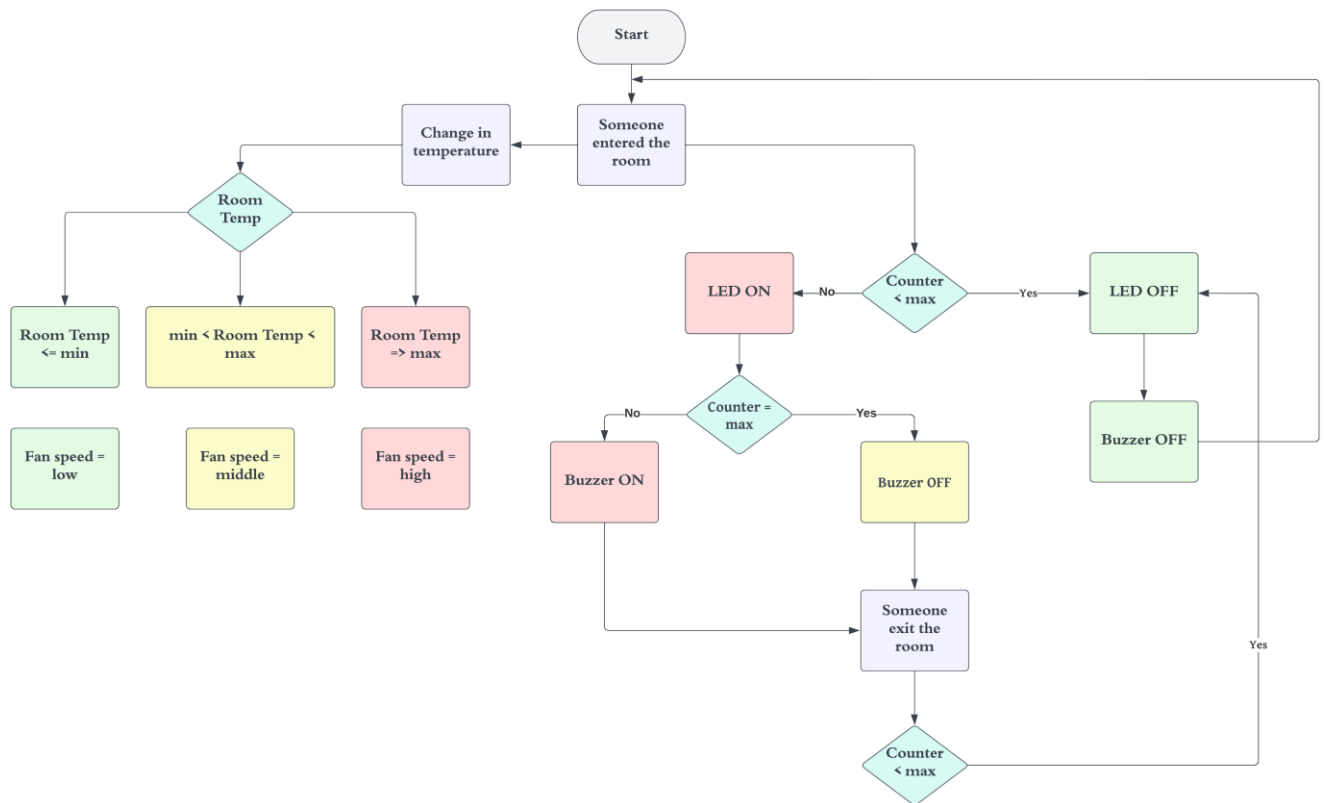 Start
Change in
temperature
Someone
entered the
room
Room
Temp
LED ON
No
Counter
< max
Yes
LED OFF
Room Temp
<= min
min < Room Temp <
max
Room Temp
=> max
No
Counter =
max
Yes
Buzzer OFF
Fan speed =
low
Fan speed =
middle
Fan speed =
high
Buzzer ON
Buzzer OFF
Someone
exit the
room
Yes
Counter
< max